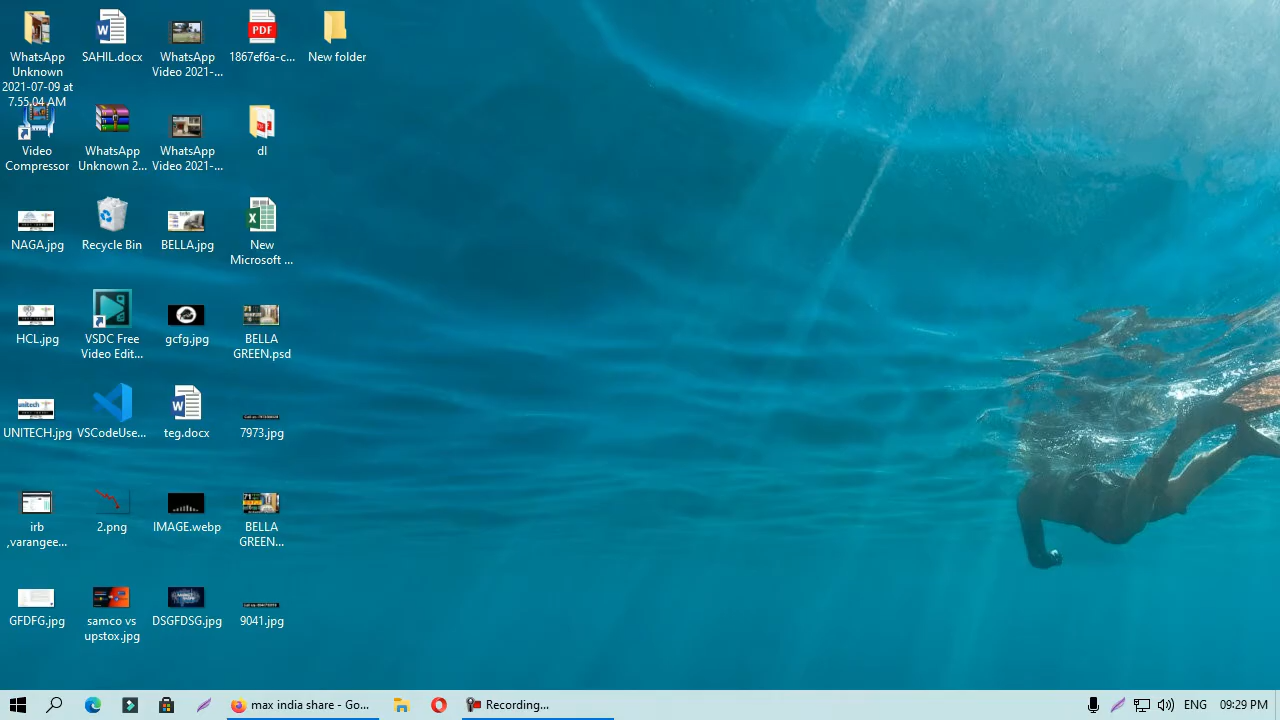 WhatsApp
Unknown
2021-07-09 at
7.55.04 AM
SAHIL.docx
WhatsApp
Video 2021-...
PDF
1867ef6a-c...
New folder
Video
Compressor
WhatsApp
Unknown 2...
WhatsApp
Video 2021-...
dl
NAGA.jpg
Recycle Bin
BELLA.jpg
New
Microsoft ...
HCL.jpg
VSDC Free
Video Edit...
gcfg.jpg
BELLA
GREEN.psd
unitech
UNITECH.jpg
VSCodeUse...
teg.docx
7973.jpg
irb
,varangee...
2.png
IMAGE.webp
BELLA
GREEN...
GFDFG.jpg
samco vs
upstox.jpg
DSGFDSG.jpg
9041.jpg
max india share - Go...
Recording...
ENG
09:29 PM